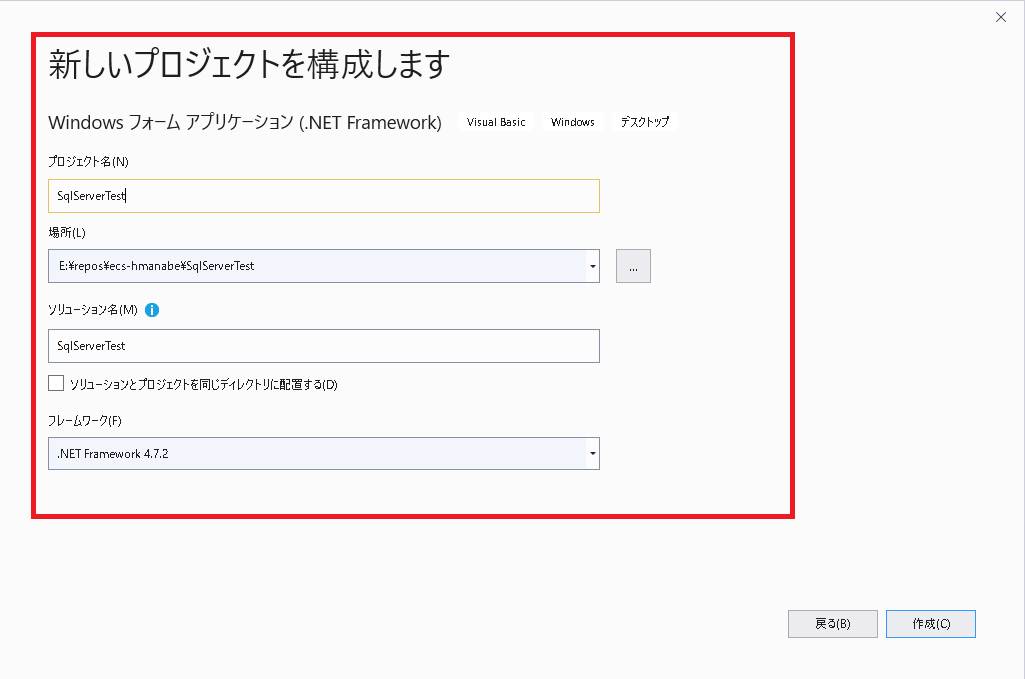 新しいプロジェクトを構成します
Windows フォーム アプリケーション (.NET Framework) Visual Basic Windows デスクトップ
プロジェクト名(N)
SqlServerTest
場所(L)
E:¥repos¥ecs-hmanabe¥SqlServerTest
...
ソリューション名(M)
SqlServerTest
ソリューションとプロジェクトを同じディレクトリに配置する(D)
フレームワーク(F)
.NET Framework 4.7.2
戻る(B) 作成(C)